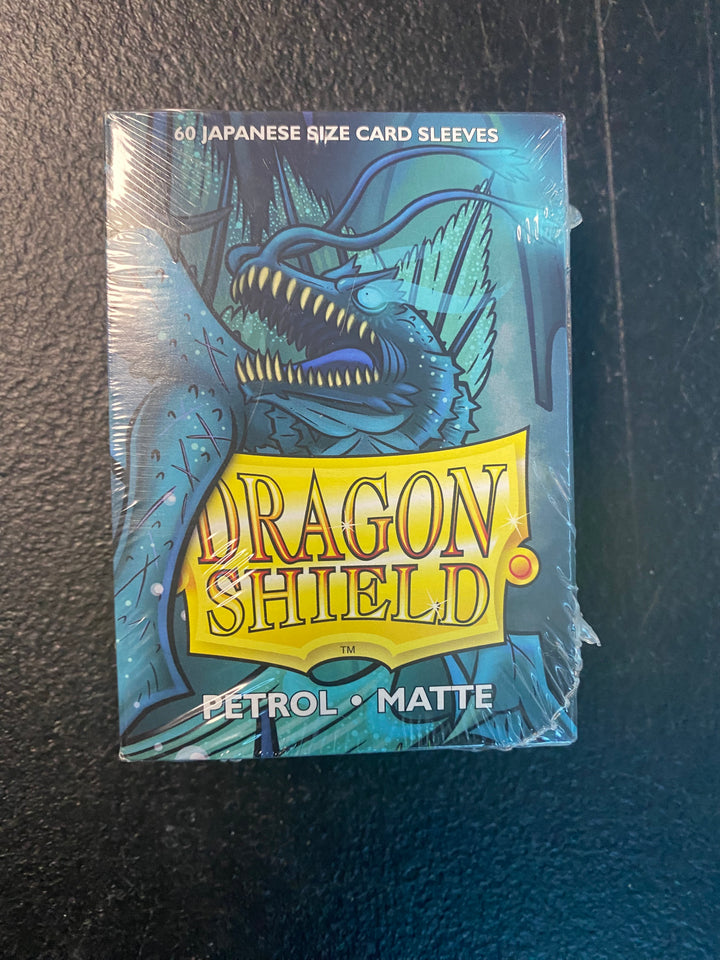 60 JAPANESE SIZE CARD SLEEVES
DRAGON
SHIELD
TM
PETROL • MATTE